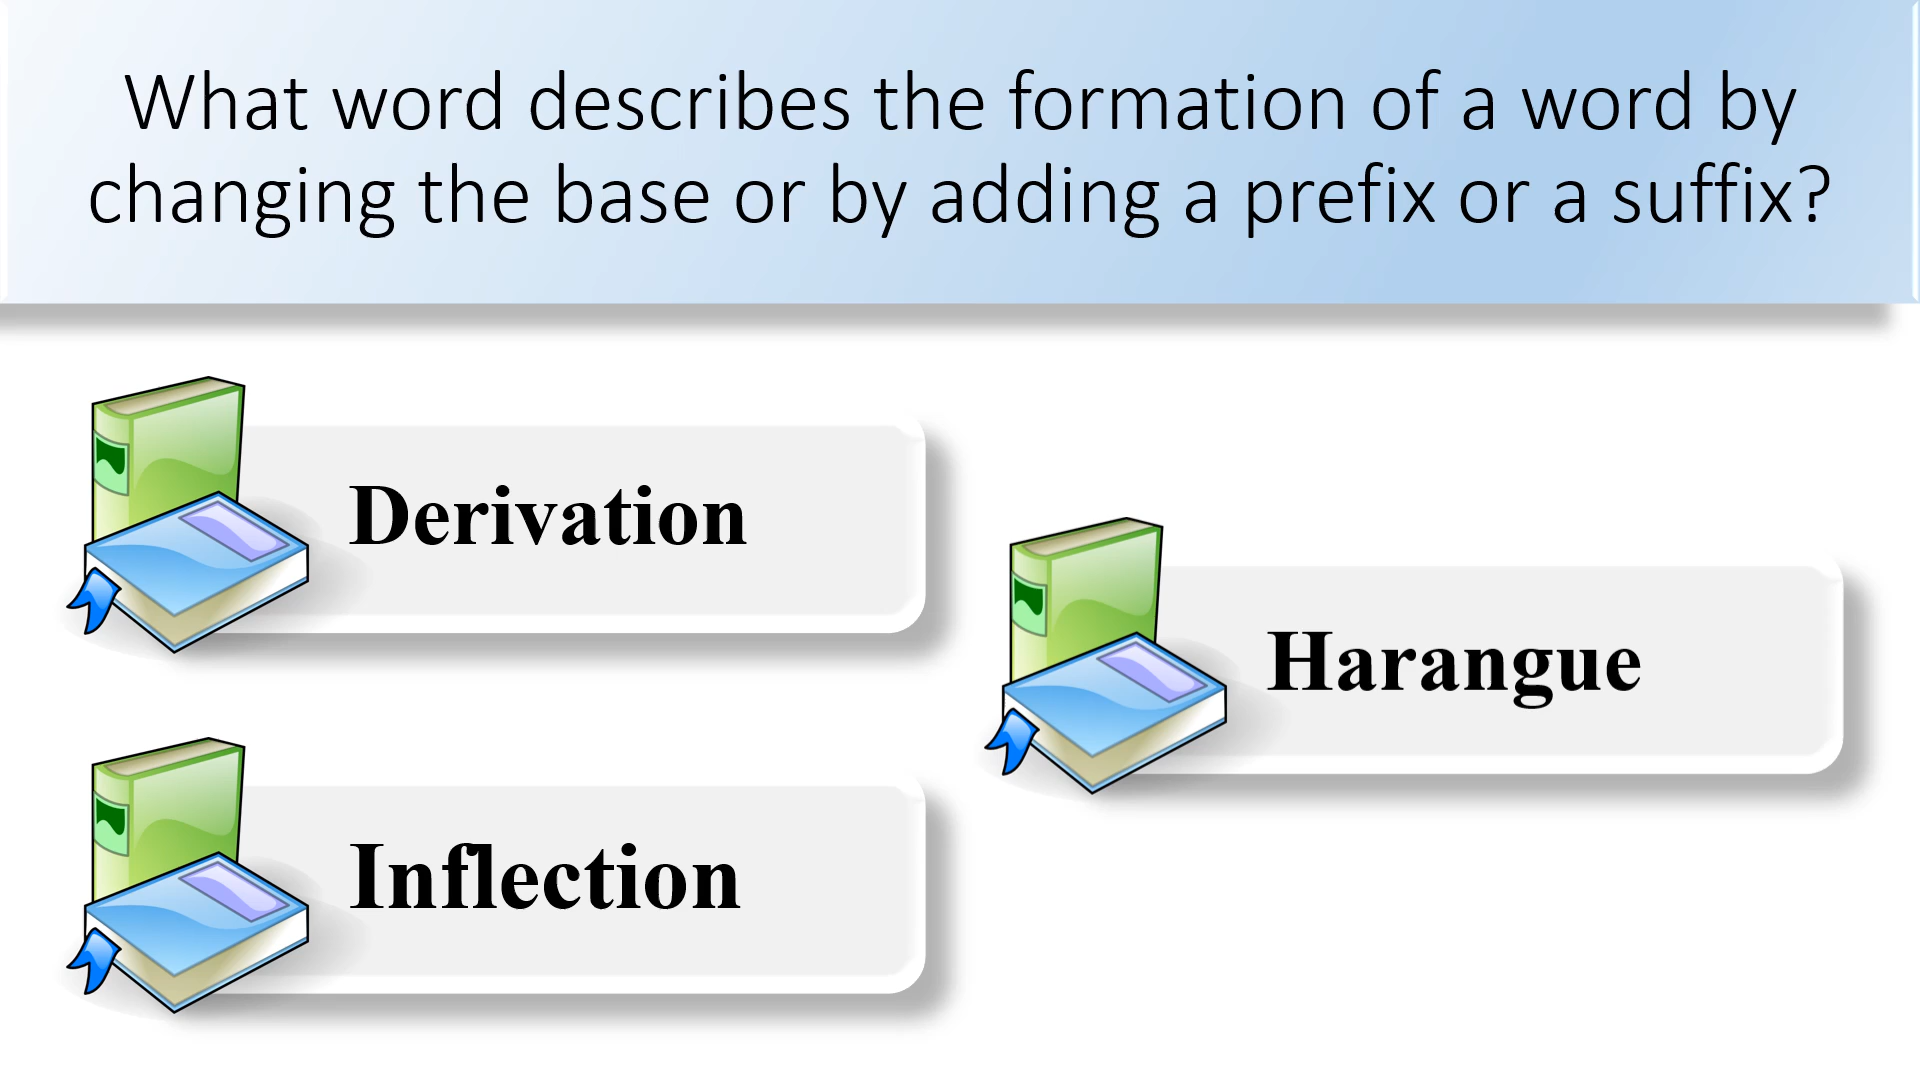 What word describes the formation of a word by
changing the base or by adding a prefix or a suffix?
Derivation
Harangue
Inflection